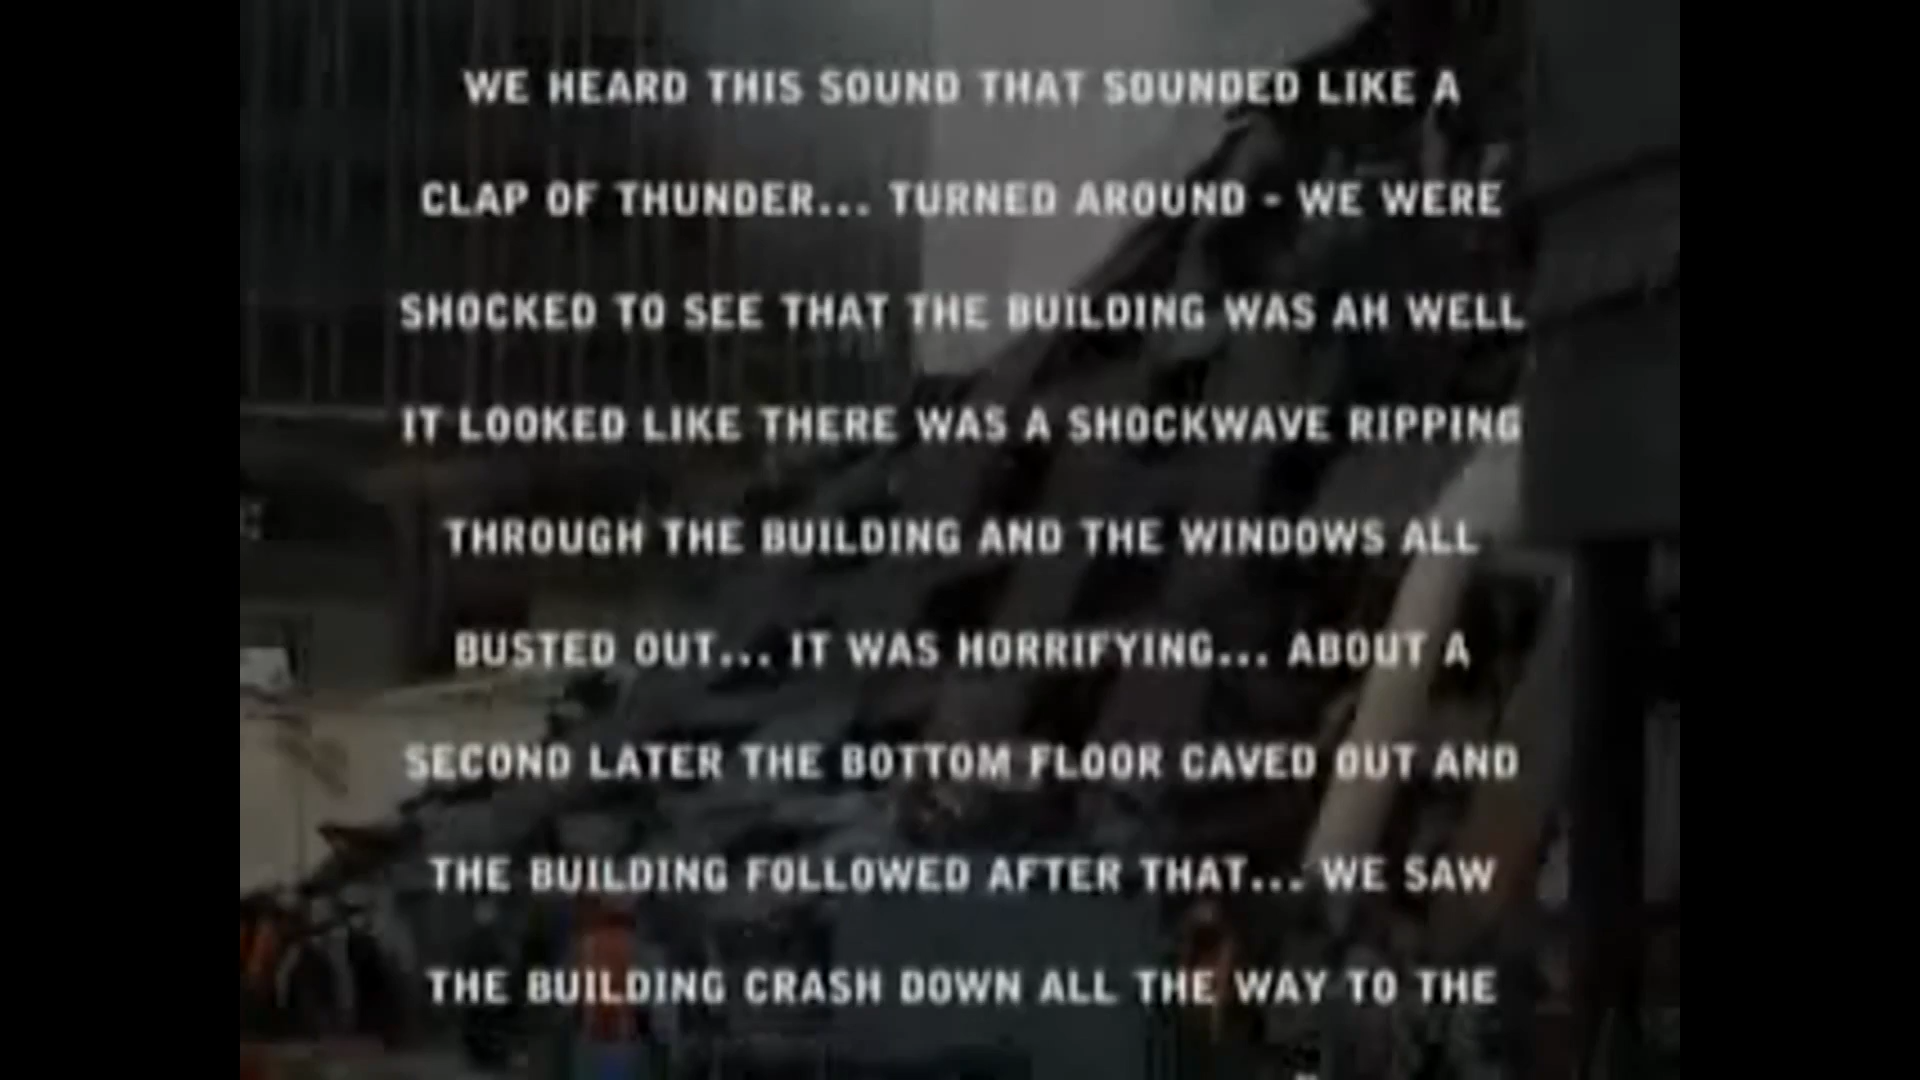 WE HEARD THIS SOUND THAT SOUNDED LIKE A
CLAP OF THUNDER... TURNED AROUND - WE WERE
SHOCKED TO SEE THAT THE BUILDING WAS AH WELL
IT LOOKED LIKE THERE WAS A SHOCKWAVE RIPPING
THROUGH THE BUILDING AND THE WINDOWS ALL
BUSTED OUT... IT WAS HORRIFYING... ABOUT A
SECOND LATER THE BOTTOM FLOOR CAVED OUT AND
THE BUILDING FOLLOWED AFTER THAT... WE SAW
THE BUILDING CRASH DOWN ALL THE WAY TO THE